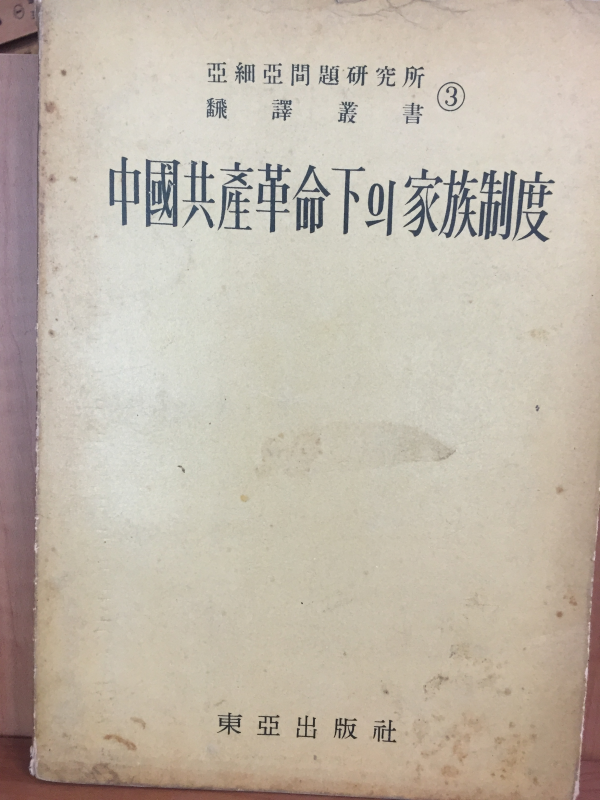 亞細亞問題硏究所
飜譯叢書 ③
中國共産革命下의 家族制度
東亞出版社